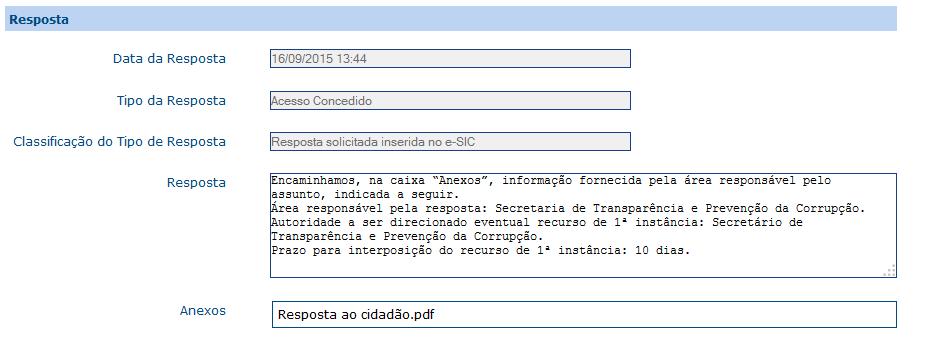 Resposta
Data da Resposta 16/09/2015 13:44
Tipo da Resposta Acesso Concedido
Classificação do Tipo de Resposta Resposta solicitada inserida no e-SIC
Resposta Encaminhamos, na caixa “Anexos”, informação fornecida pela área responsável pelo
assunto, indicada a seguir.
Área responsável pela resposta: Secretaria de Transparência e Prevenção da Corrupção.
Autoridade a ser direcionado eventual recurso de 1ª instância: Secretário de
Transparência e Prevenção da Corrupção.
Prazo para interposição do recurso de 1ª instância: 10 dias.
Anexos Resposta ao cidadão.pdf